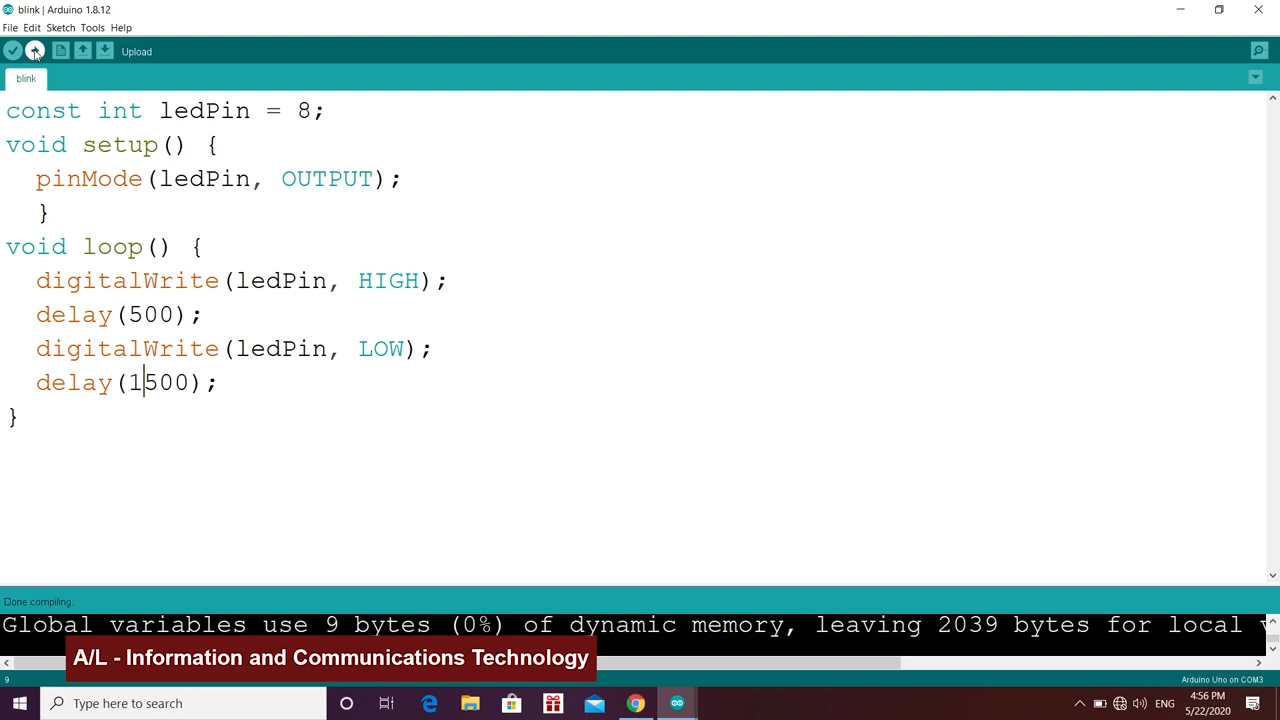 blink | Arduino 1.8.12
File Edit Sketch Tools Help
Upload
blink
const int ledPin = 8;
void setup() {
  pinMode(ledPin, OUTPUT);
  }
void loop() {
  digitalWrite(ledPin, HIGH);
  delay(500);
  digitalWrite(ledPin, LOW);
  delay(1500);
}
Done compiling.
Global variables use 9 bytes (0%) of dynamic memory, leaving 2039 bytes for local v
A/L - Information and Communications Technology
9
Arduino Uno on COM3
Type here to search
ENG
4:56 PM
5/22/2020